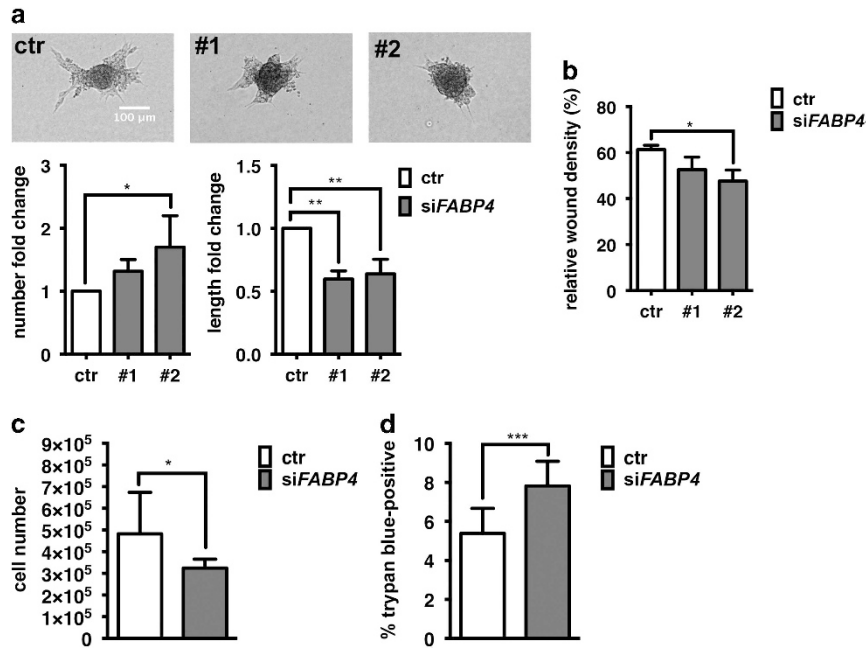 a
ctr
#1
#2
100 µm
number fold change
3
2
1
0
*
ctr #1 #2
length fold change
1.5
1.0
0.5
0.0
**
**
ctr #1 #2
ctr
siFABP4
b
relative wound density (%)
80
60
40
20
0
*
ctr #1 #2
ctr
siFABP4
c
cell number
9×10⁵
8×10⁵
7×10⁵
6×10⁵
5×10⁵
4×10⁵
3×10⁵
2×10⁵
1×10⁵
0
*
ctr
siFABP4
d
% trypan blue-positive
10
8
6
4
2
0
***
ctr
siFABP4